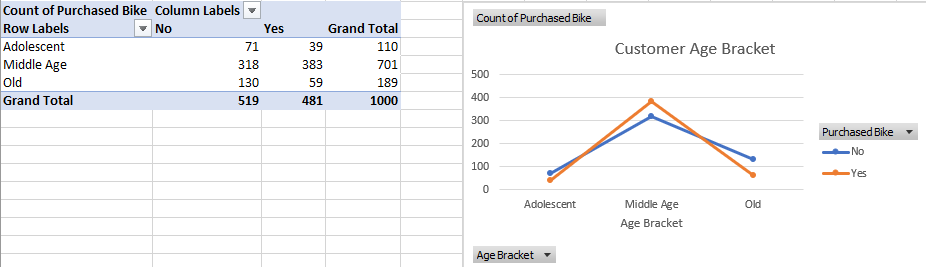 Count of Purchased Bike Column Labels
Row Labels No Yes Grand Total
Adolescent 71 39 110
Middle Age 318 383 701
Old 130 59 189
Grand Total 519 481 1000
Count of Purchased Bike
Customer Age Bracket
500
400
300
200
100
0
Adolescent Middle Age Old
Age Bracket
Purchased Bike
No
Yes
Age Bracket